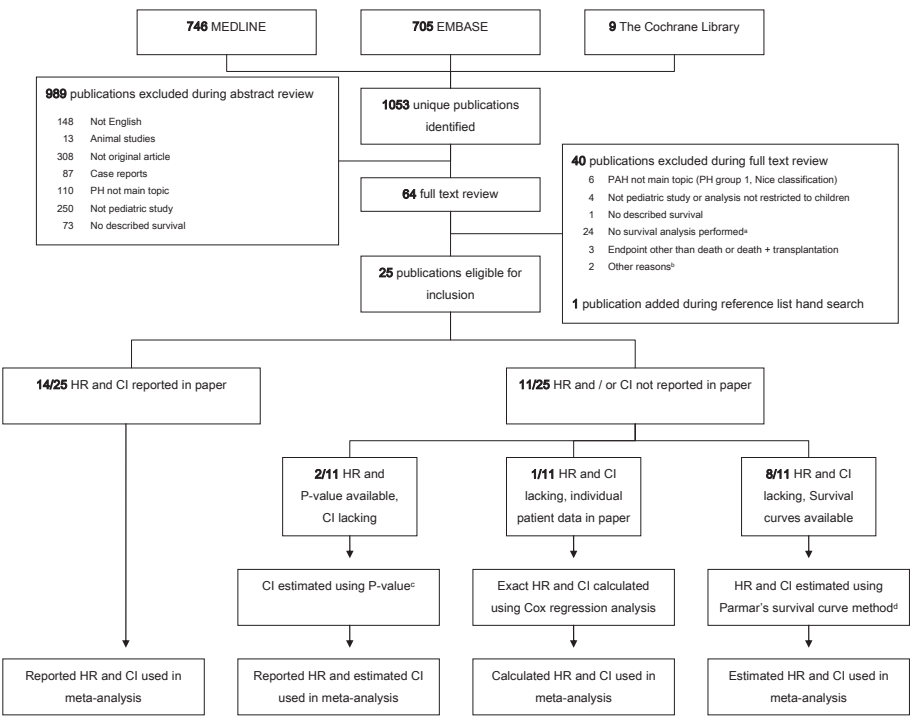 746 MEDLINE
705 EMBASE
9 The Cochrane Library
989 publications excluded during abstract review
148 Not English
13 Animal studies
308 Not original article
87 Case reports
110 PH not main topic
250 Not pediatric study
73 No described survival
1053 unique publications
identified
64 full text review
40 publications excluded during full text review
6 PAH not main topic (PH group 1, Nice classification)
4 Not pediatric study or analysis not restricted to children
1 No described survival
24 No survival analysis performedᵃ
3 Endpoint other than death or death + transplantation
2 Other reasonsᵇ
1 publication added during reference list hand search
25 publications eligible for
inclusion
14/25 HR and CI reported in paper
11/25 HR and / or CI not reported in paper
2/11 HR and
P-value available,
CI lacking
1/11 HR and CI
lacking, individual
patient data in paper
8/11 HR and CI
lacking, Survival
curves available
CI estimated using P-valueᶜ
Exact HR and CI calculated
using Cox regression analysis
HR and CI estimated using
Parmar's survival curve methodᵈ
Reported HR and CI used in
meta-analysis
Reported HR and estimated CI
used in meta-analysis
Calculated HR and CI used in
meta-analysis
Estimated HR and CI used in
meta-analysis